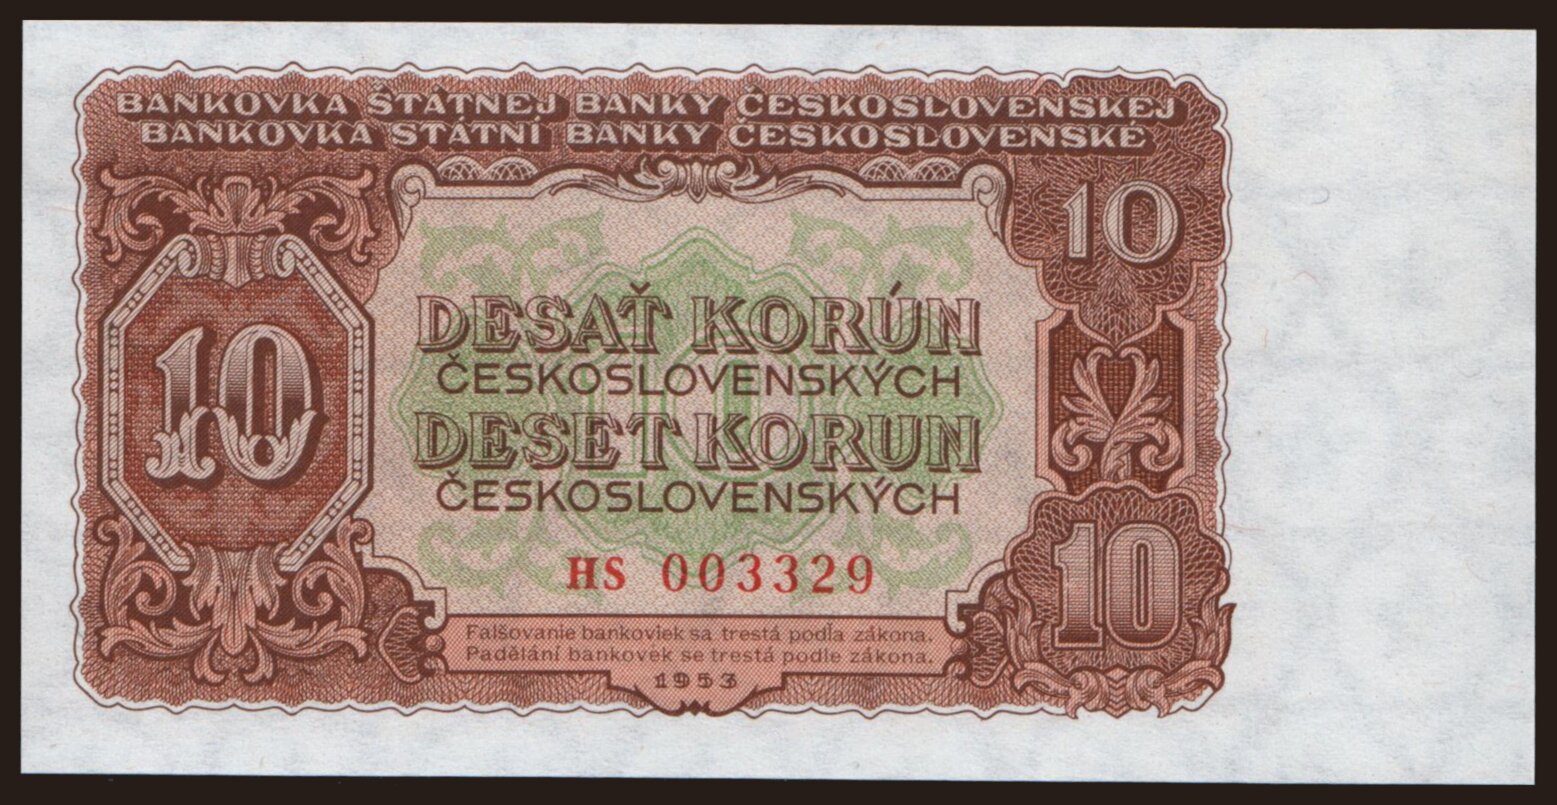 BANKOVKA ŠTÁTNEJ BANKY ČESKOSLOVENSKEJ
BANKOVKA STÁTNÍ BANKY ČESKOSLOVENSKÉ
10
10
DESAŤ KORÚN
ČESKOSLOVENSKÝCH
DESET KORUN
ČESKOSLOVENSKÝCH
HS 003329
10
Falšovanie bankoviek sa trestá podľa zákona.
Padělání bankovek se trestá podle zákona.
1953